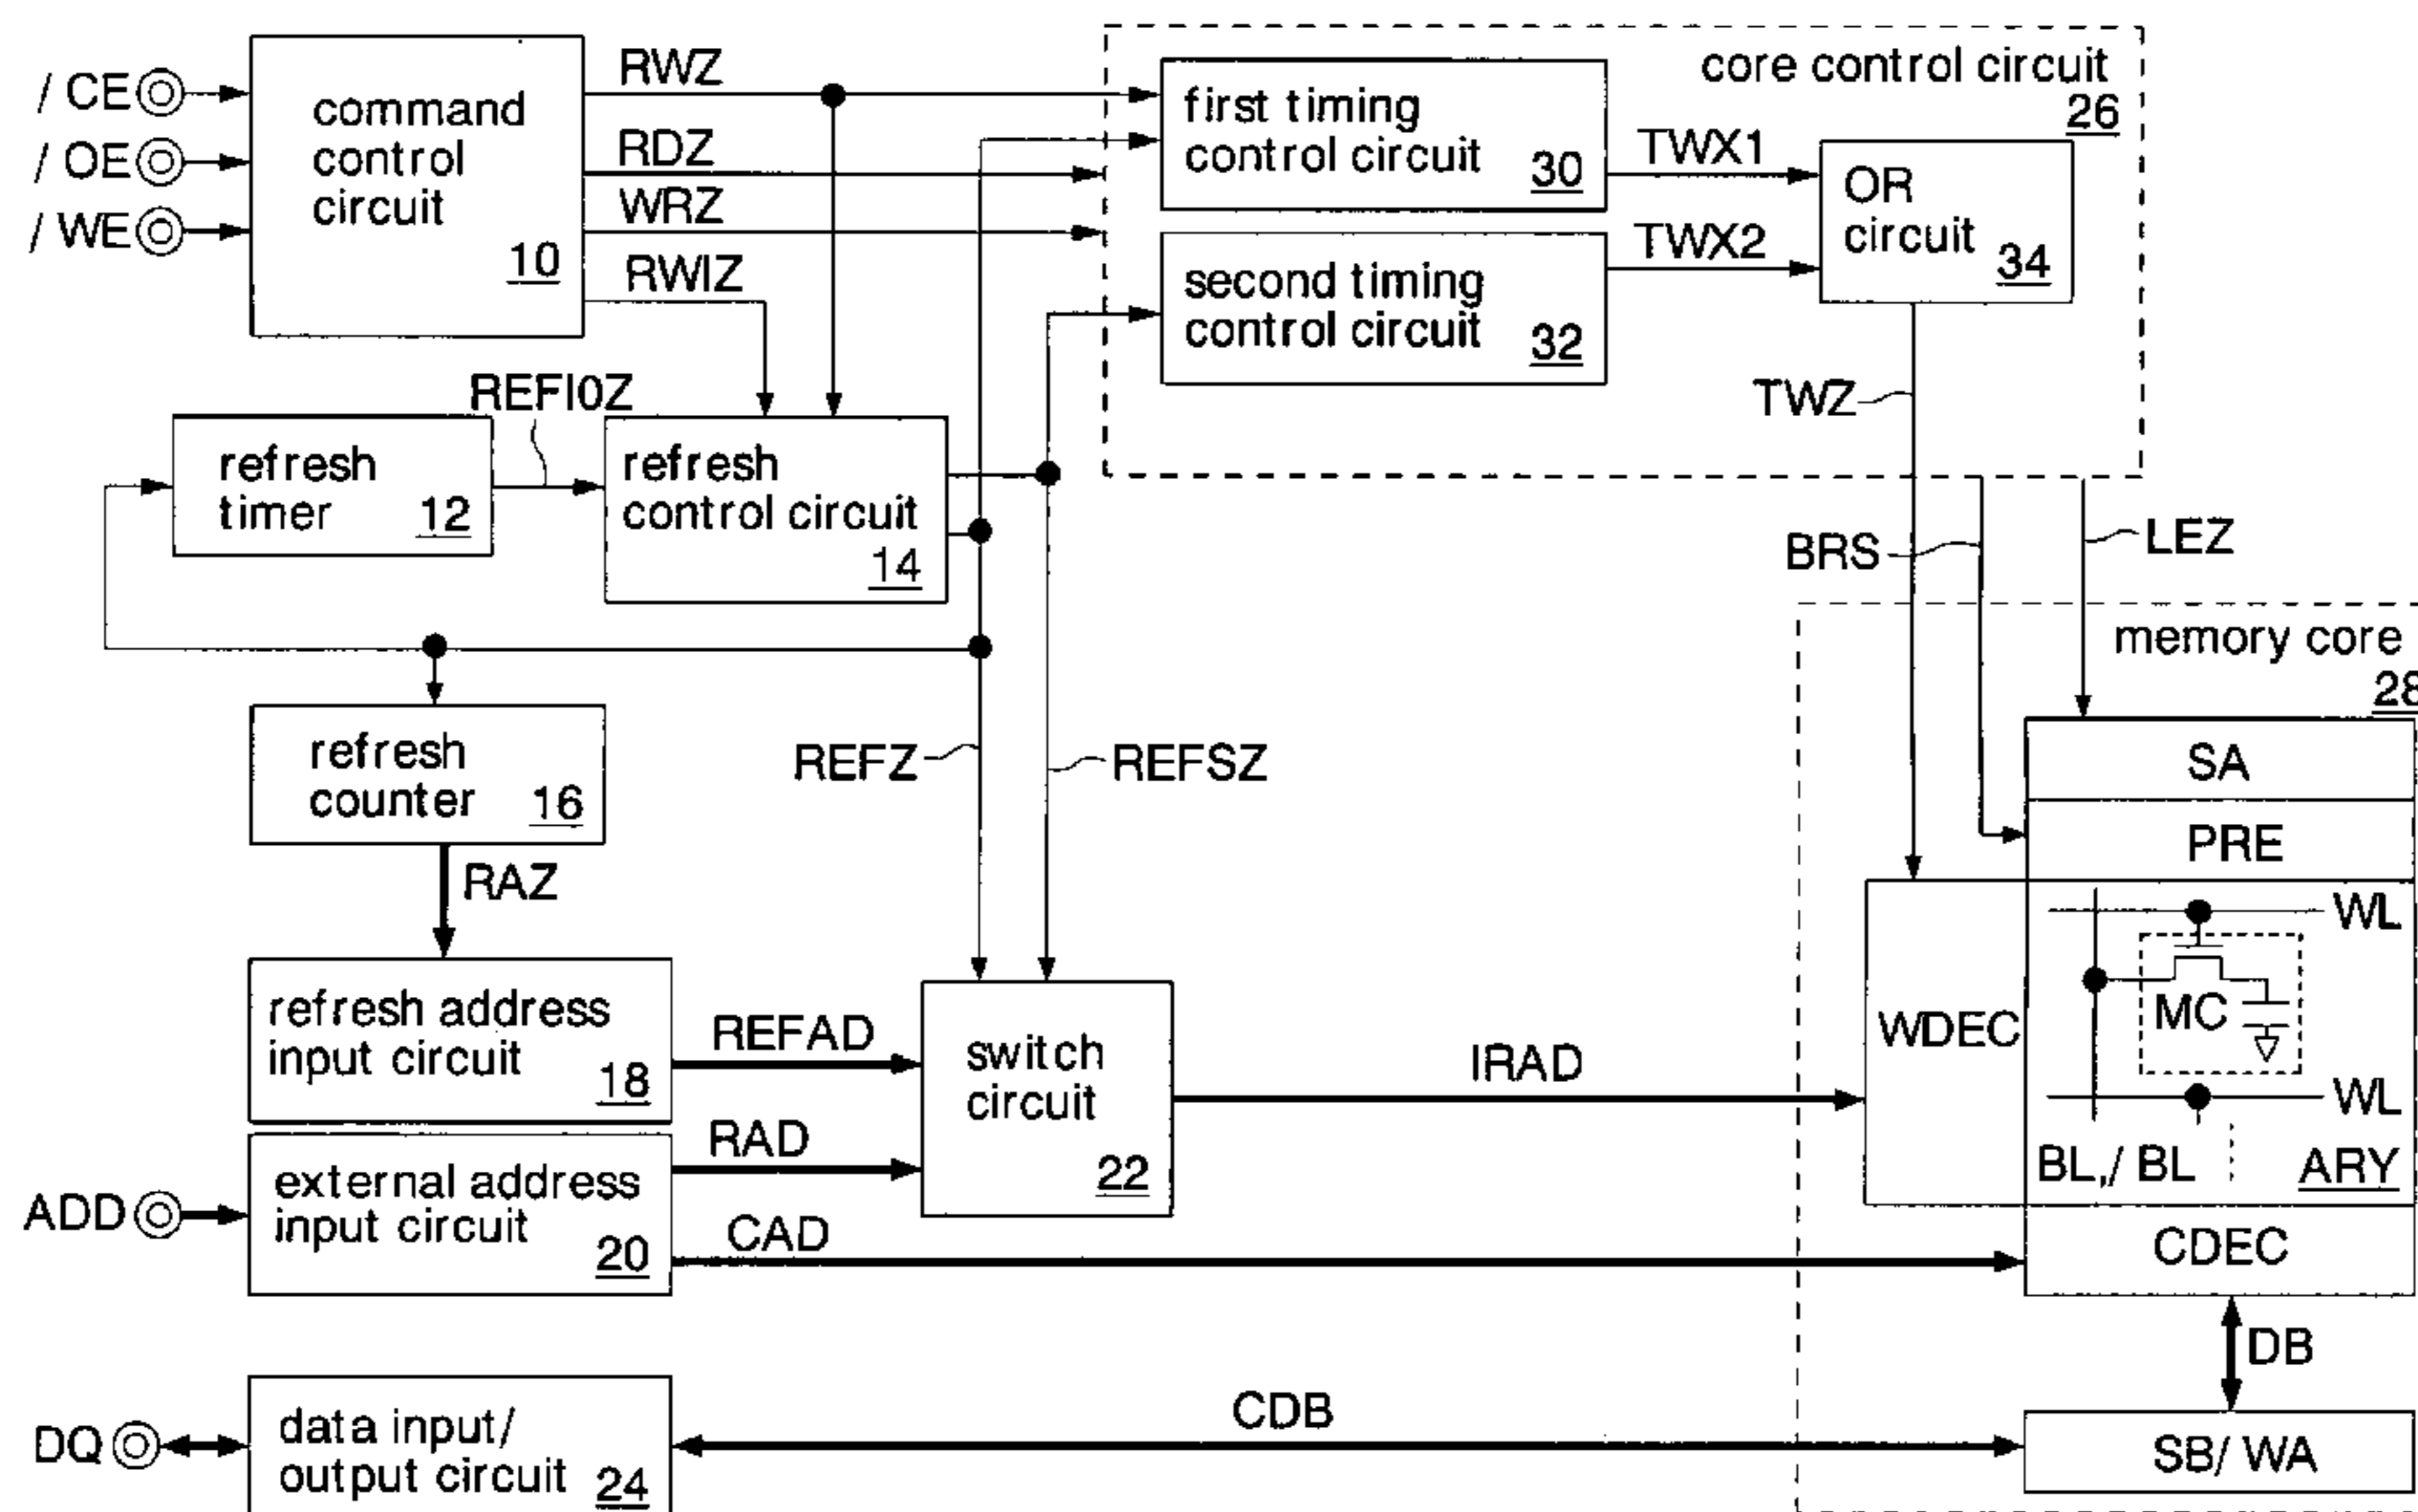 / CE
/ OE
/ WE
command
control
circuit
10
RWZ
RDZ
WRZ
RWIZ
core control circuit
26
first timing
control circuit
30
second timing
control circuit
32
TWX1
TWX2
OR
circuit
34
TWZ
BRS
LEZ
REFI0Z
refresh
timer
12
refresh
control circuit
14
refresh
counter
16
RAZ
REFZ
REFSZ
memory core
28
SA
PRE
WDEC
WL
MC
WL
BL,/ BL
ARY
CDEC
DB
SB/ WA
refresh address
input circuit
18
REFAD
RAD
switch
circuit
22
IRAD
ADD
external address
input circuit
20
CAD
DQ
data input/
output circuit
24
CDB